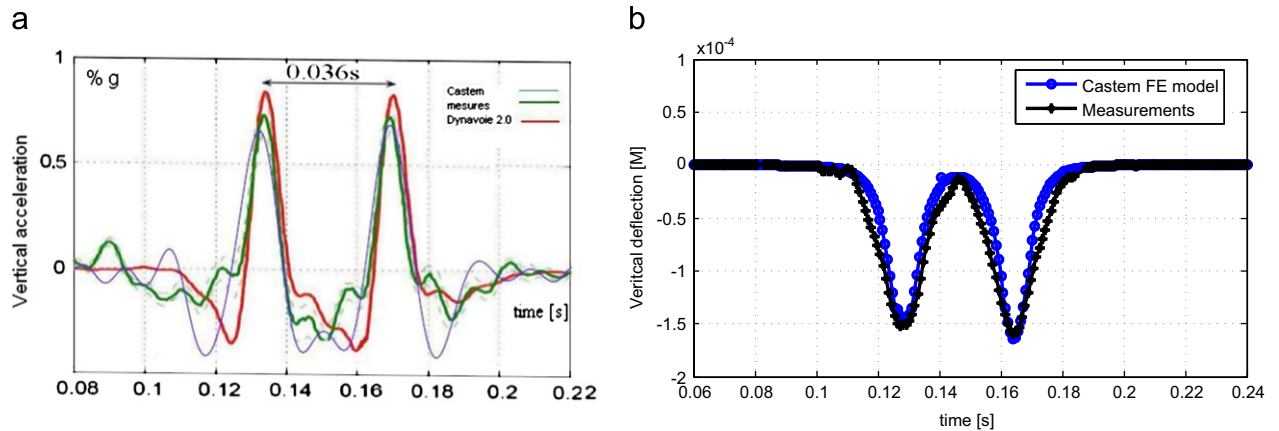 a
1
% g
0.036s
Castem
mesures
Dynavoie 2.0
0.5
0
Vertical acceleration
time [s]
0.08
0.1
0.12
0.14
0.16
0.18
0.2
0.22
b
x10-4
1
0.5
0
-0.5
-1
-1.5
-2
Castem FE model
Measurements
Veritcal deflection [M]
0.06
0.08
0.1
0.12
0.14
0.16
0.18
0.2
0.22
0.24
time [s]